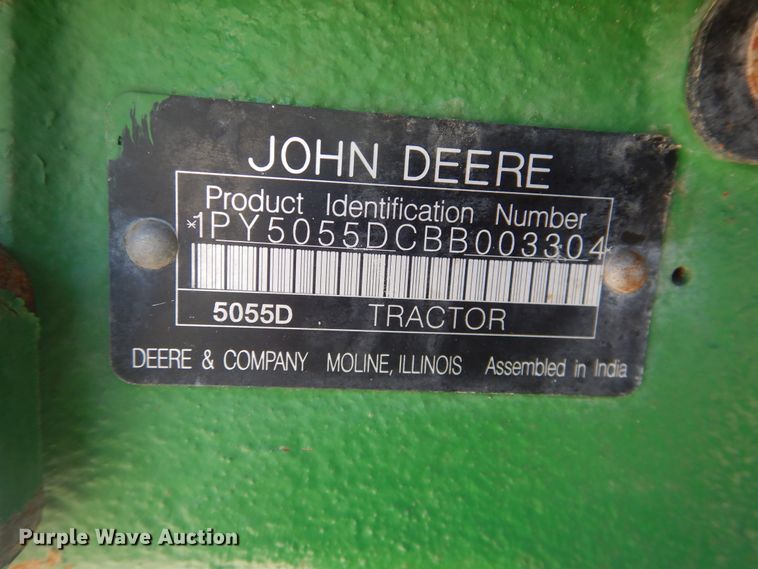 JOHN DEERE
Product Identification Number
*1PY5055DCBB003304*
5055D TRACTOR
DEERE & COMPANY MOLINE, ILLINOIS Assembled in India
Purple Wave Auction